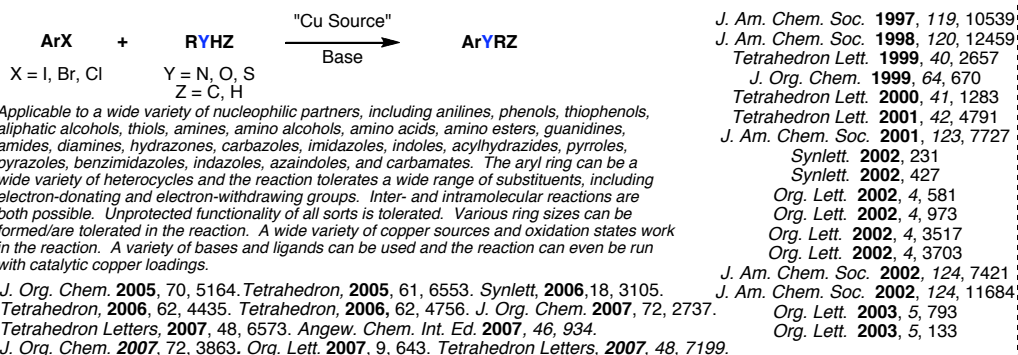 "Cu Source"
ArX + RYHZ ArYRZ
Base
X = I, Br, Cl Y = N, O, S
Z = C, H
Applicable to a wide variety of nucleophilic partners, including anilines, phenols, thiophenols,
aliphatic alcohols, thiols, amines, amino alcohols, amino acids, amino esters, guanidines,
amides, diamines, hydrazones, carbazoles, imidazoles, indoles, acylhydrazides, pyrroles,
pyrazoles, benzimidazoles, indazoles, azaindoles, and carbamates. The aryl ring can be a
wide variety of heterocycles and the reaction tolerates a wide range of substituents, including
electron-donating and electron-withdrawing groups. Inter- and intramolecular reactions are
both possible. Unprotected functionality of all sorts is tolerated. Various ring sizes can be
formed/are tolerated in the reaction. A wide variety of copper sources and oxidation states work
in the reaction. A variety of bases and ligands can be used and the reaction can even be run
with catalytic copper loadings.
J. Org. Chem. 2005, 70, 5164. Tetrahedron, 2005, 61, 6553. Synlett, 2006,18, 3105.
Tetrahedron, 2006, 62, 4435. Tetrahedron, 2006, 62, 4756. J. Org. Chem. 2007, 72, 2737.
Tetrahedron Letters, 2007, 48, 6573. Angew. Chem. Int. Ed. 2007, 46, 934.
J. Org. Chem. 2007, 72, 3863. Org. Lett. 2007, 9, 643. Tetrahedron Letters, 2007, 48, 7199.
J. Am. Chem. Soc. 1997, 119, 10539
J. Am. Chem. Soc. 1998, 120, 12459
Tetrahedron Lett. 1999, 40, 2657
J. Org. Chem. 1999, 64, 670
Tetrahedron Lett. 2000, 41, 1283
Tetrahedron Lett. 2001, 42, 4791
J. Am. Chem. Soc. 2001, 123, 7727
Synlett. 2002, 231
Synlett. 2002, 427
Org. Lett. 2002, 4, 581
Org. Lett. 2002, 4, 973
Org. Lett. 2002, 4, 3517
Org. Lett. 2002, 4, 3703
J. Am. Chem. Soc. 2002, 124, 7421
J. Am. Chem. Soc. 2002, 124, 11684
Org. Lett. 2003, 5, 793
Org. Lett. 2003, 5, 133